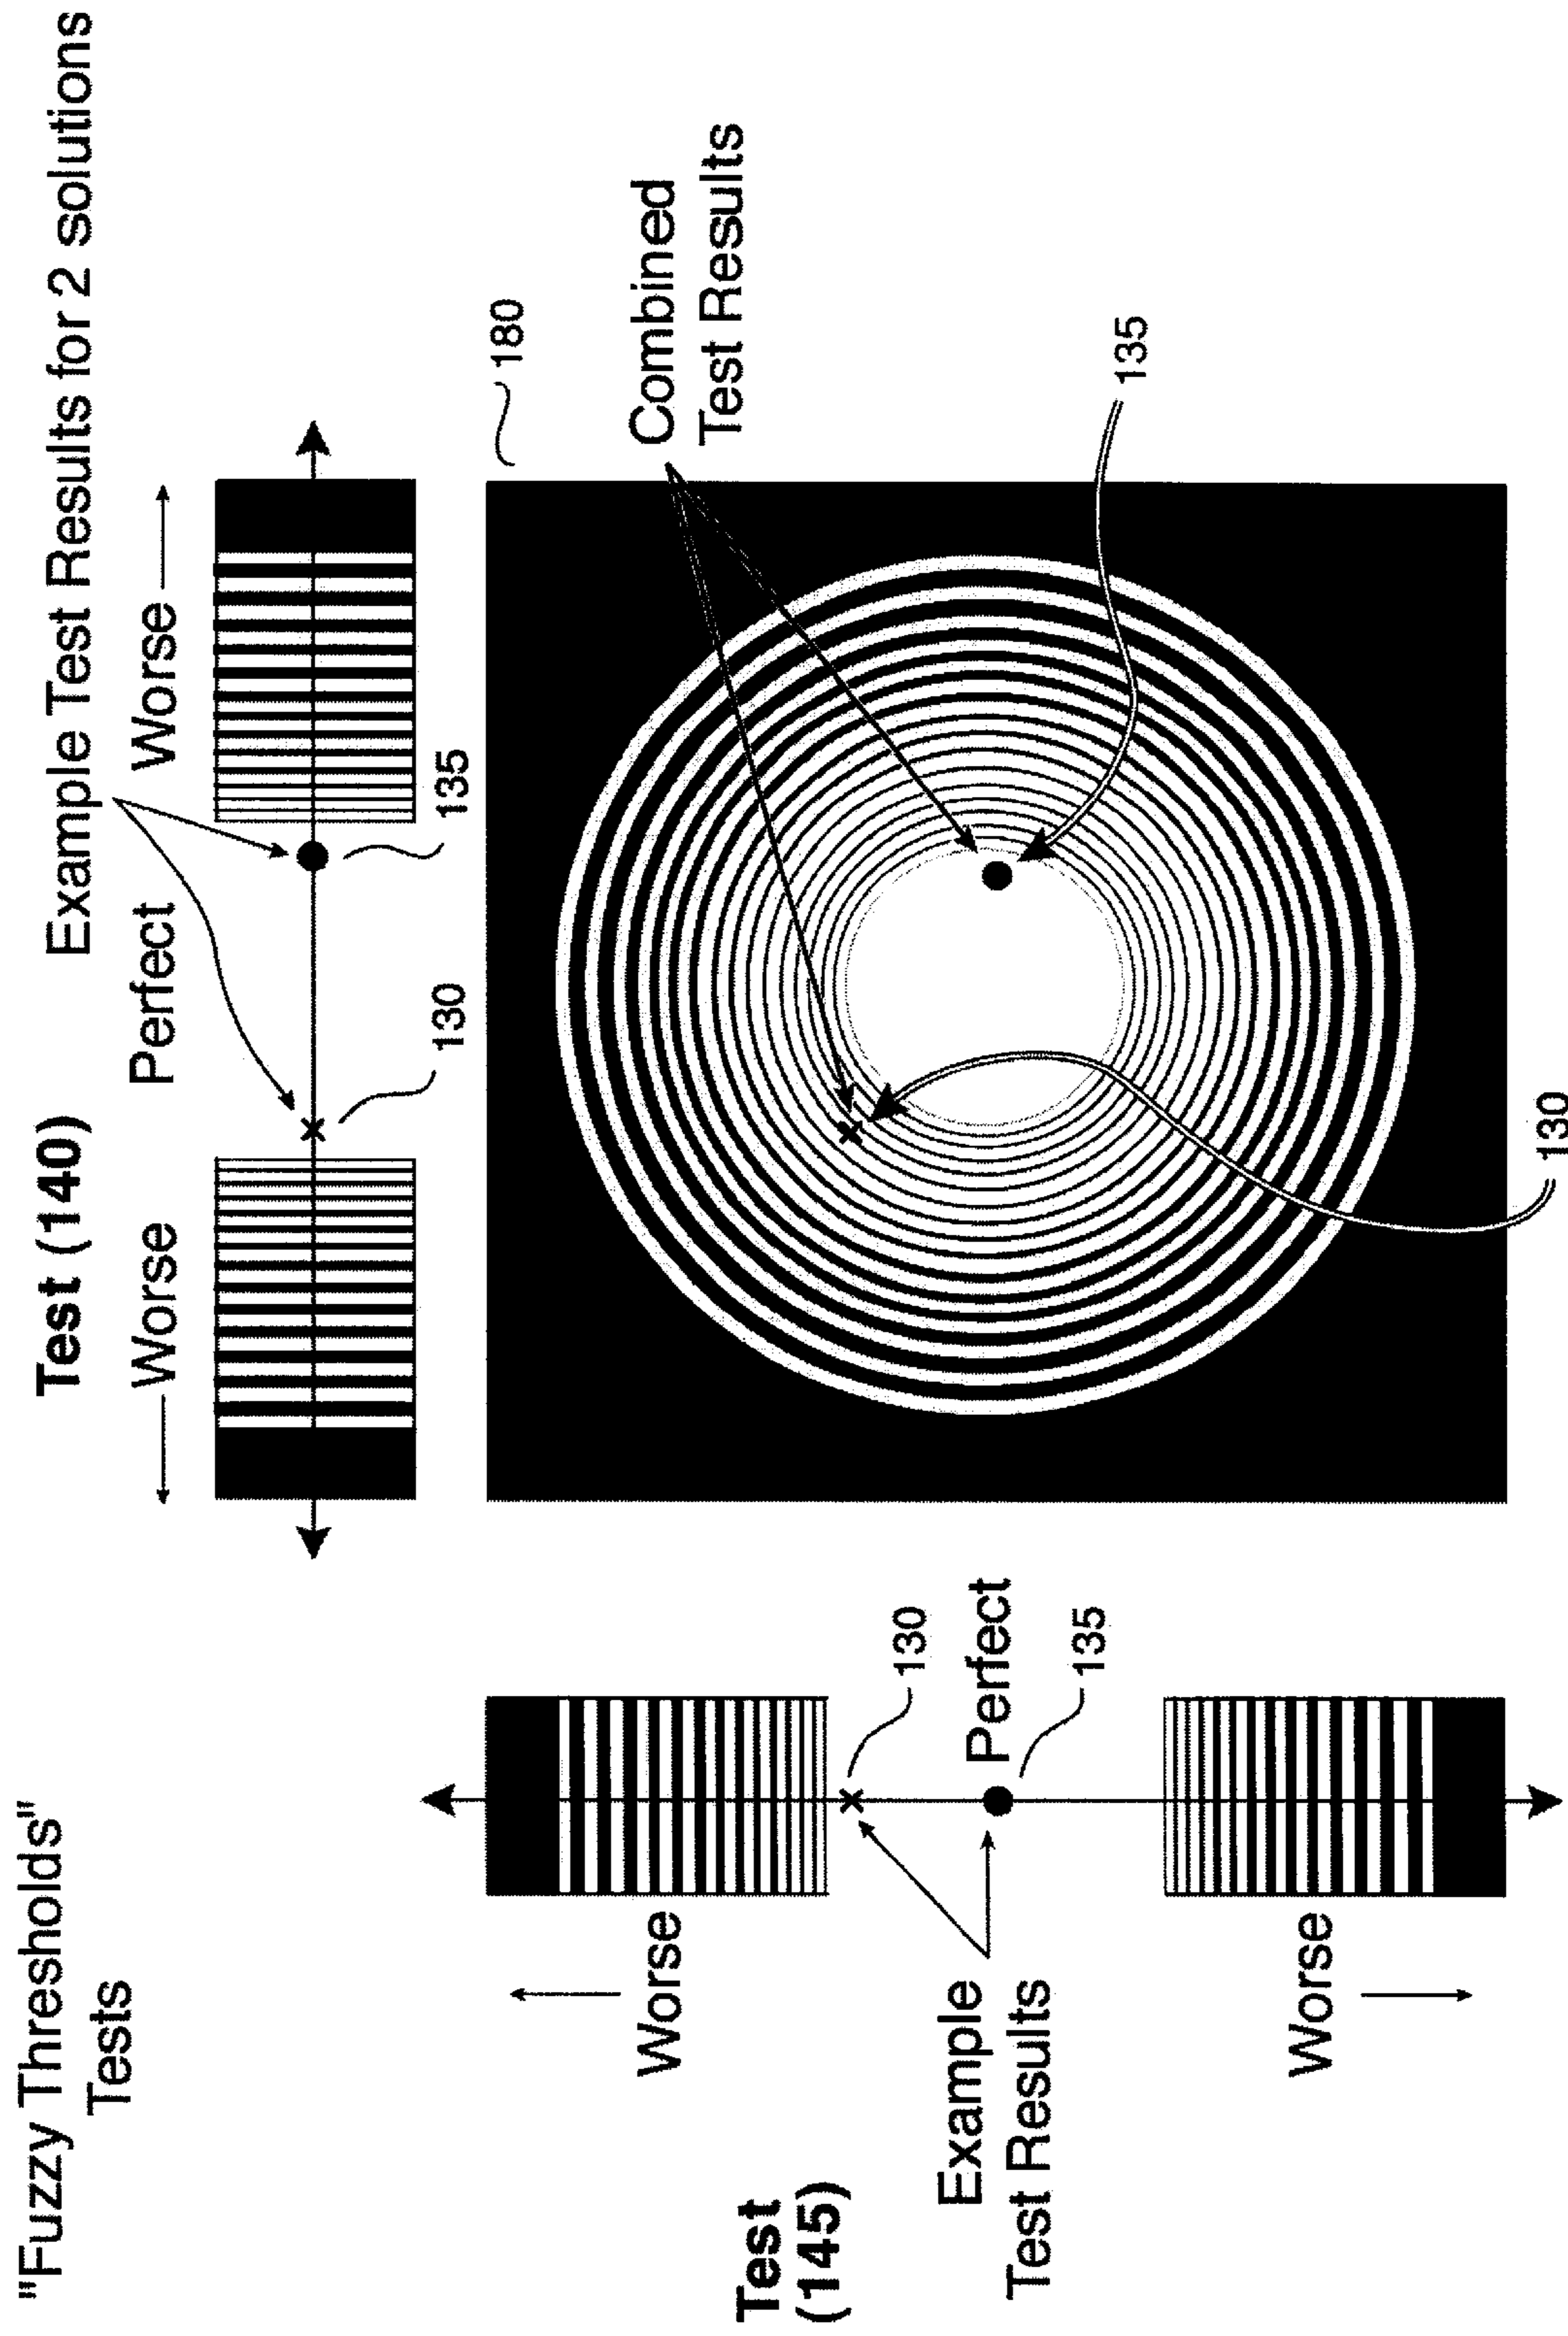 "Fuzzy Thresholds"
Tests
Test (140)
Example Test Results for 2 solutions
Worse
Perfect
Worse
130
135
180
Combined
Test Results
135
130
Test
(145)
Worse
130
Example
Test Results
Perfect
135
Worse